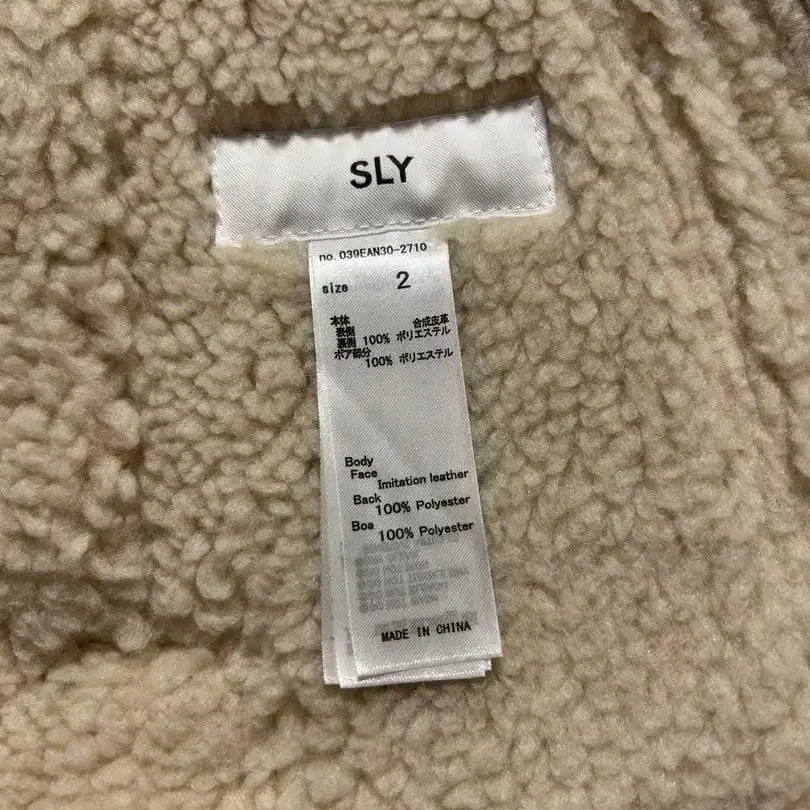 SLY
no. 039EAN30-2710
size 2
本体
表側 合成皮革
裏側 100% ポリエステル
ボア部分
100% ポリエステル
Body
Face
Imitation leather
Back
100% Polyester
Boa
100% Polyester
MADE IN CHINA